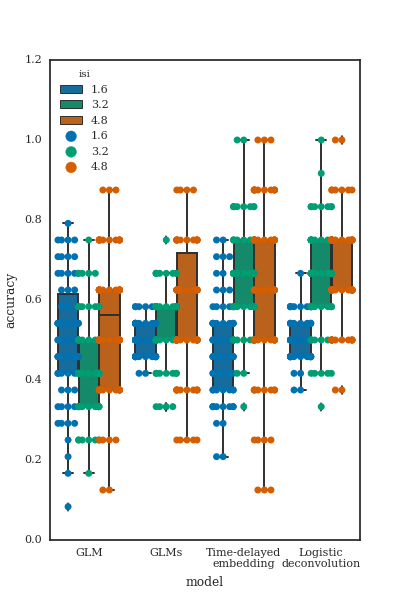 1.2
1.0
0.8
0.6
0.4
0.2
0.0
accuracy
isi
1.6
3.2
4.8
1.6
3.2
4.8
GLM
GLMs
Time-delayed
embedding
Logistic
deconvolution
model